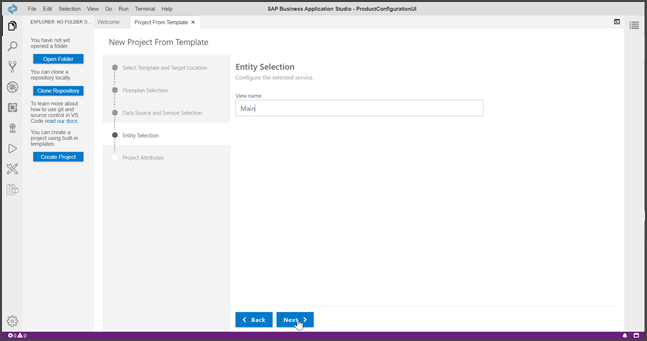 File Edit Selection View Go Run Terminal Help
SAP Business Application Studio - ProductConfigurationUI
EXPLORER: NO FOLDER O...
Welcome
Project From Template ×
You have not yet
opened a folder.
Open Folder
You can clone a
repository locally.
Clone Repository
To learn more about
how to use git and
source control in VS
Code read our docs.
You can create a
project using built-in
templates.
Create Project
New Project From Template
Select Template and Target Location
Floorplan Selection
Data Source and Service Selection
Entity Selection
Project Attributes
Entity Selection
Configure the selected service.
View name
Main
Back
Next
0 0